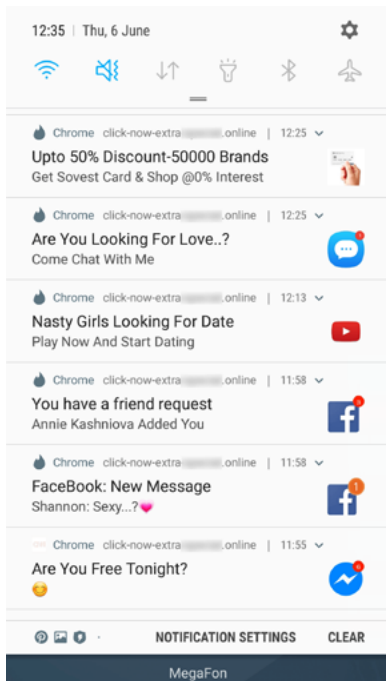 12:35 | Thu, 6 June
Chrome click-now-extra .online | 12:25
Upto 50% Discount-50000 Brands
Get Sovest Card & Shop @0% Interest
Chrome click-now-extra .online | 12:25
Are You Looking For Love..?
Come Chat With Me
Chrome click-now-extra .online | 12:13
Nasty Girls Looking For Date
Play Now And Start Dating
Chrome click-now-extra .online | 11:58
You have a friend request
Annie Kashniova Added You
Chrome click-now-extra .online | 11:58
FaceBook: New Message
Shannon: Sexy...?💗
1
Chrome click-now-extra .online | 11:55
Are You Free Tonight?
😊
NOTIFICATION SETTINGS CLEAR
MegaFon